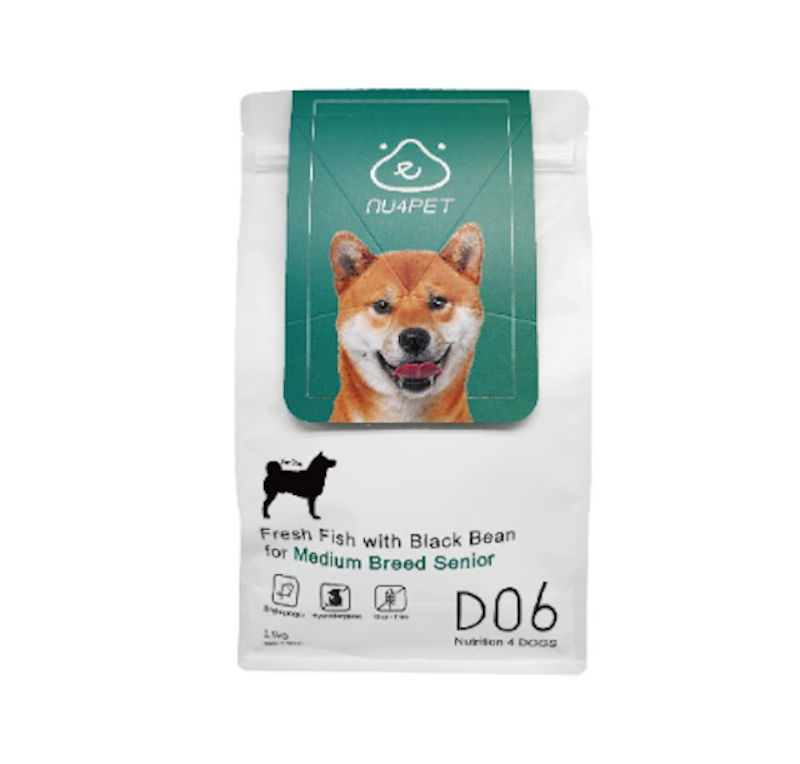 NU4PET
Fresh Fish with Black Bean
for Medium Breed Senior
D06
Nutrition 4 DOGS